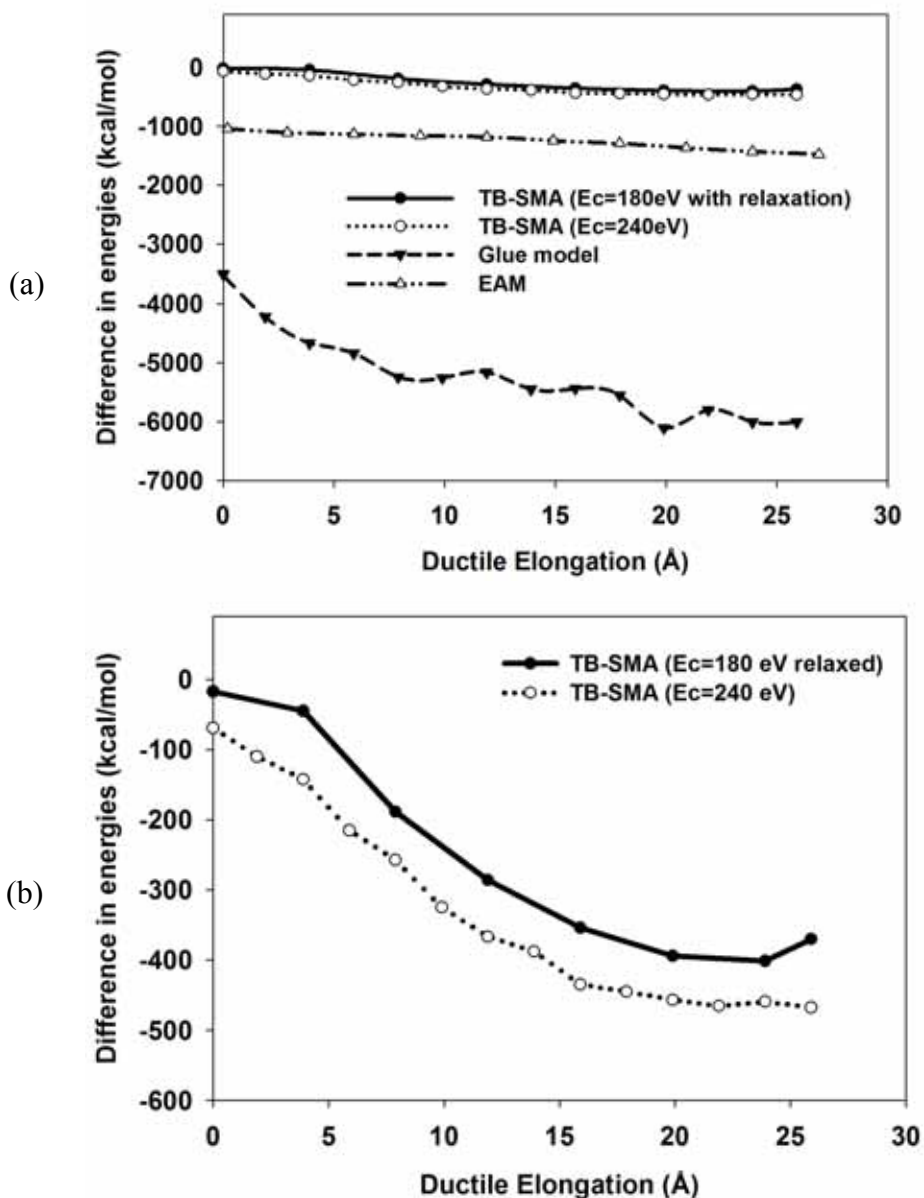 (a)
Difference in energies (kcal/mol)
0
-1000
-2000
-3000
-4000
-5000
-6000
-7000
TB-SMA (Ec=180eV with relaxation)
TB-SMA (Ec=240eV)
Glue model
EAM
0 5 10 15 20 25 30
Ductile Elongation (Å)
(b)
Difference in energies (kcal/mol)
0
-100
-200
-300
-400
-500
-600
TB-SMA (Ec=180 eV relaxed)
TB-SMA (Ec=240 eV)
0 5 10 15 20 25 30
Ductile Elongation (Å)